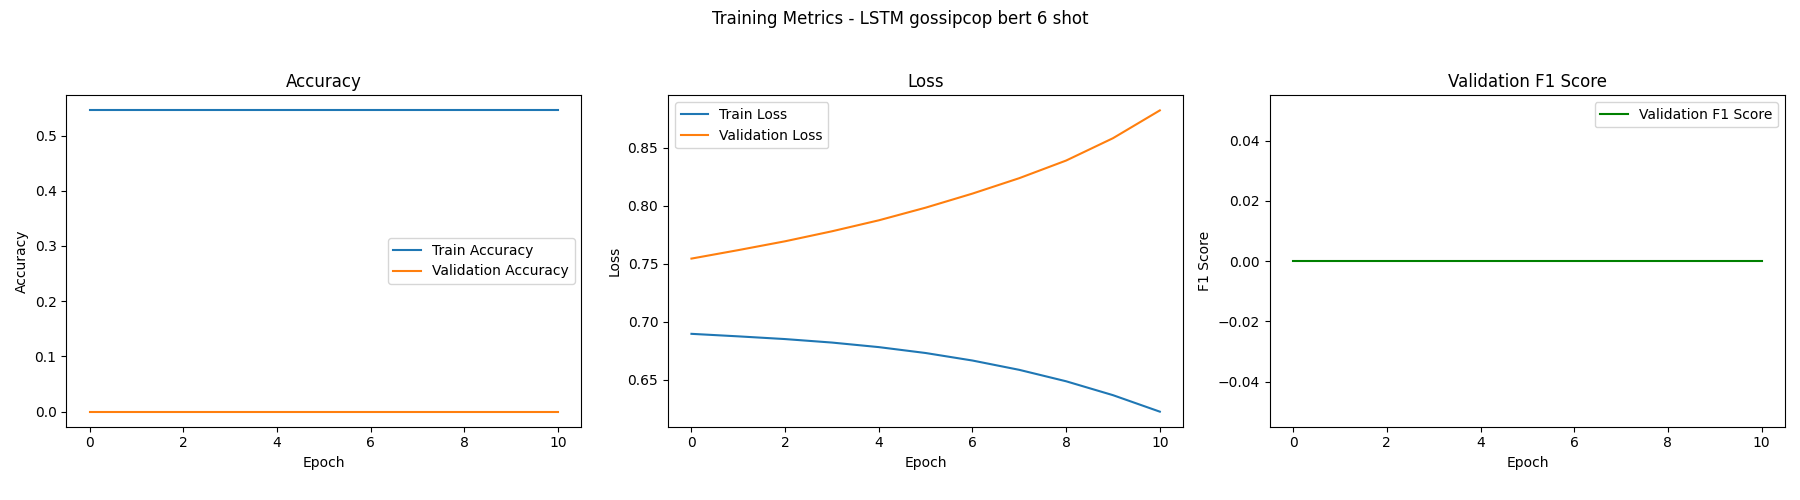 Training Metrics - LSTM gossipcop bert 6 shot
Accuracy
Accuracy
0.5
0.4
0.3
0.2
0.1
0.0
Train Accuracy
Validation Accuracy
0 2 4 6 8 10
Epoch
Loss
Loss
0.85
0.80
0.75
0.70
0.65
Train Loss
Validation Loss
0 2 4 6 8 10
Epoch
Validation F1 Score
F1 Score
0.04
0.02
0.00
−0.02
−0.04
Validation F1 Score
0 2 4 6 8 10
Epoch